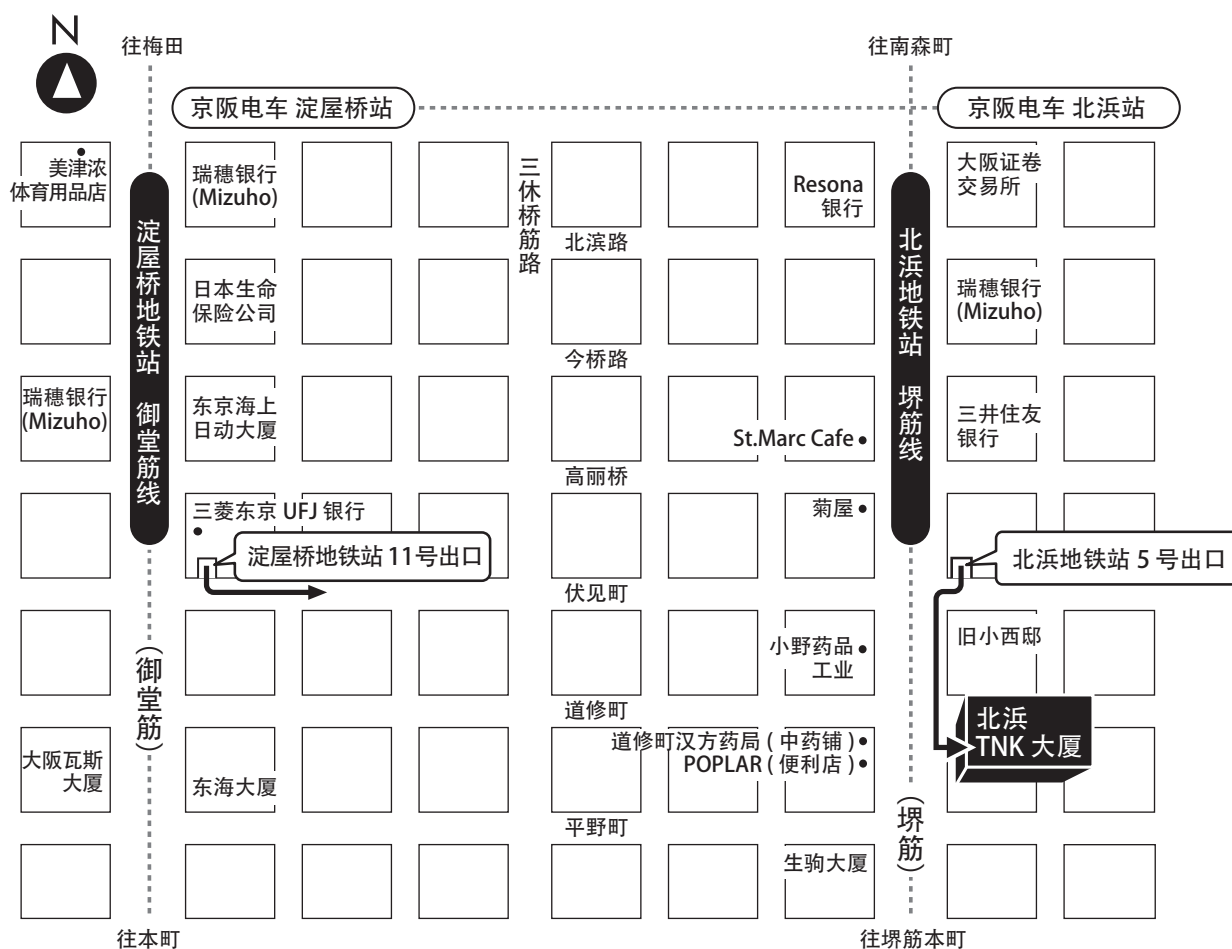 N
往梅田
往南森町
京阪电车 淀屋桥站
京阪电车 北浜站
美津浓
体育用品店
瑞穗银行
(Mizuho)
三休桥筋路
Resona
银行
大阪证卷
交易所
北滨路
淀屋桥地铁站 御堂筋线
北浜地铁站 堺筋线
日本生命
保险公司
瑞穗银行
(Mizuho)
今桥路
瑞穗银行
(Mizuho)
东京海上
日动大厦
St.Marc Cafe
三井住友
银行
高丽桥
三菱东京 UFJ 银行
菊屋
淀屋桥地铁站 11号出口
北浜地铁站 5 号出口
伏见町
(御堂筋)
小野药品
工业
旧小西邸
道修町
北浜
TNK 大厦
大阪瓦斯
大厦
东海大厦
道修町汉方药局 ( 中药铺 )
POPLAR ( 便利店 )
平野町
(堺筋)
生驹大厦
往本町
往堺筋本町